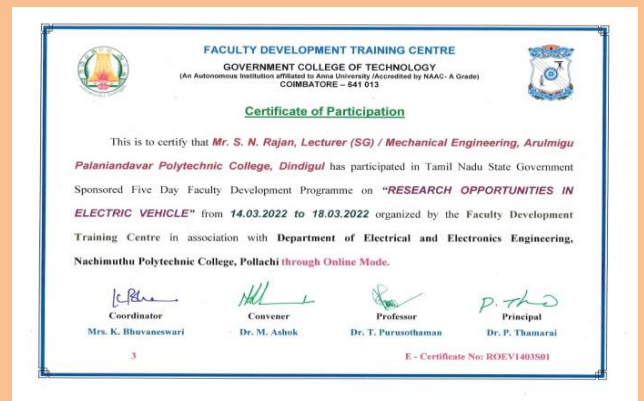 FACULTY DEVELOPMENT TRAINING CENTRE
GOVERNMENT COLLEGE OF TECHNOLOGY
(An Autonomous Institution affiliated to Anna University /Accredited by NAAC- A Grade)
COIMBATORE – 641 013
Certificate of Participation
This is to certify that Mr. S. N. Rajan, Lecturer (SG) / Mechanical Engineering, Arulmigu
Palaniandavar Polytechnic College, Dindigul has participated in Tamil Nadu State Government
Sponsored Five Day Faculty Development Programme on “RESEARCH OPPORTUNITIES IN
ELECTRIC VEHICLE” from 14.03.2022 to 18.03.2022 organized by the Faculty Development
Training Centre in association with Department of Electrical and Electronics Engineering,
Nachimuthu Polytechnic College, Pollachi through Online Mode.
P. Tha
Coordinator Convener Professor Principal
Mrs. K. Bhuvaneswari Dr. M. Ashok Dr. T. Purusothaman Dr. P. Thamarai
3 E - Certificate No: ROEV1403S01